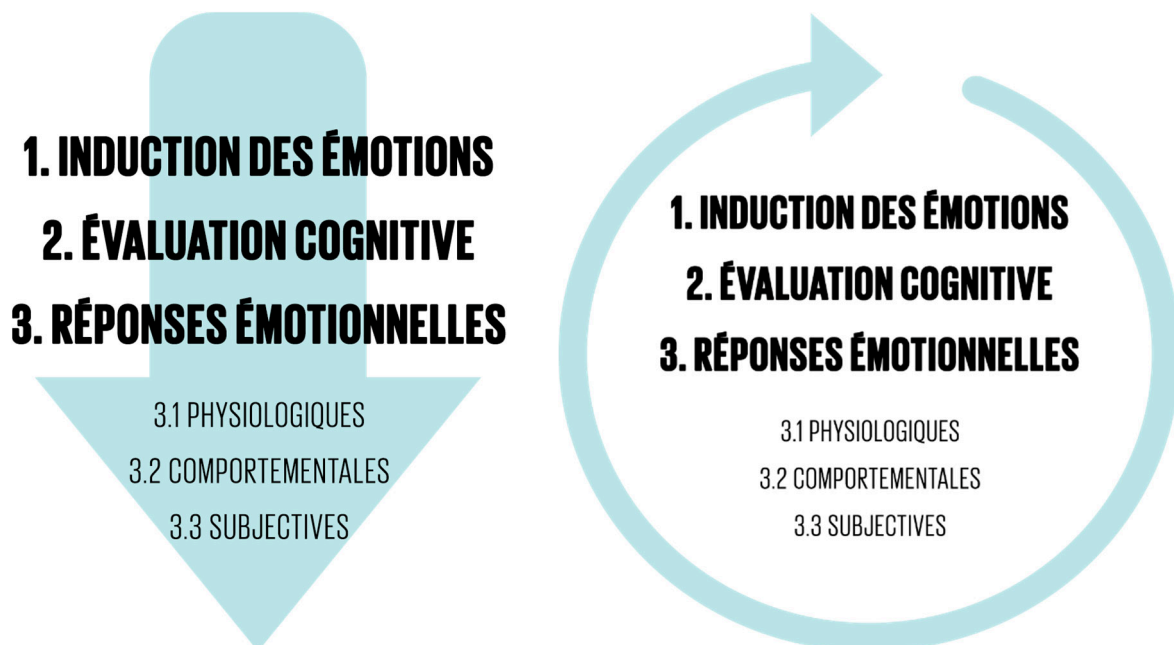 1. INDUCTION DES ÉMOTIONS
2. ÉVALUATION COGNITIVE
3. RÉPONSES ÉMOTIONNELLES
3.1 PHYSIOLOGIQUES
3.2 COMPORTEMENTALES
3.3 SUBJECTIVES
1. INDUCTION DES ÉMOTIONS
2. ÉVALUATION COGNITIVE
3. RÉPONSES ÉMOTIONNELLES
3.1 PHYSIOLOGIQUES
3.2 COMPORTEMENTALES
3.3 SUBJECTIVES